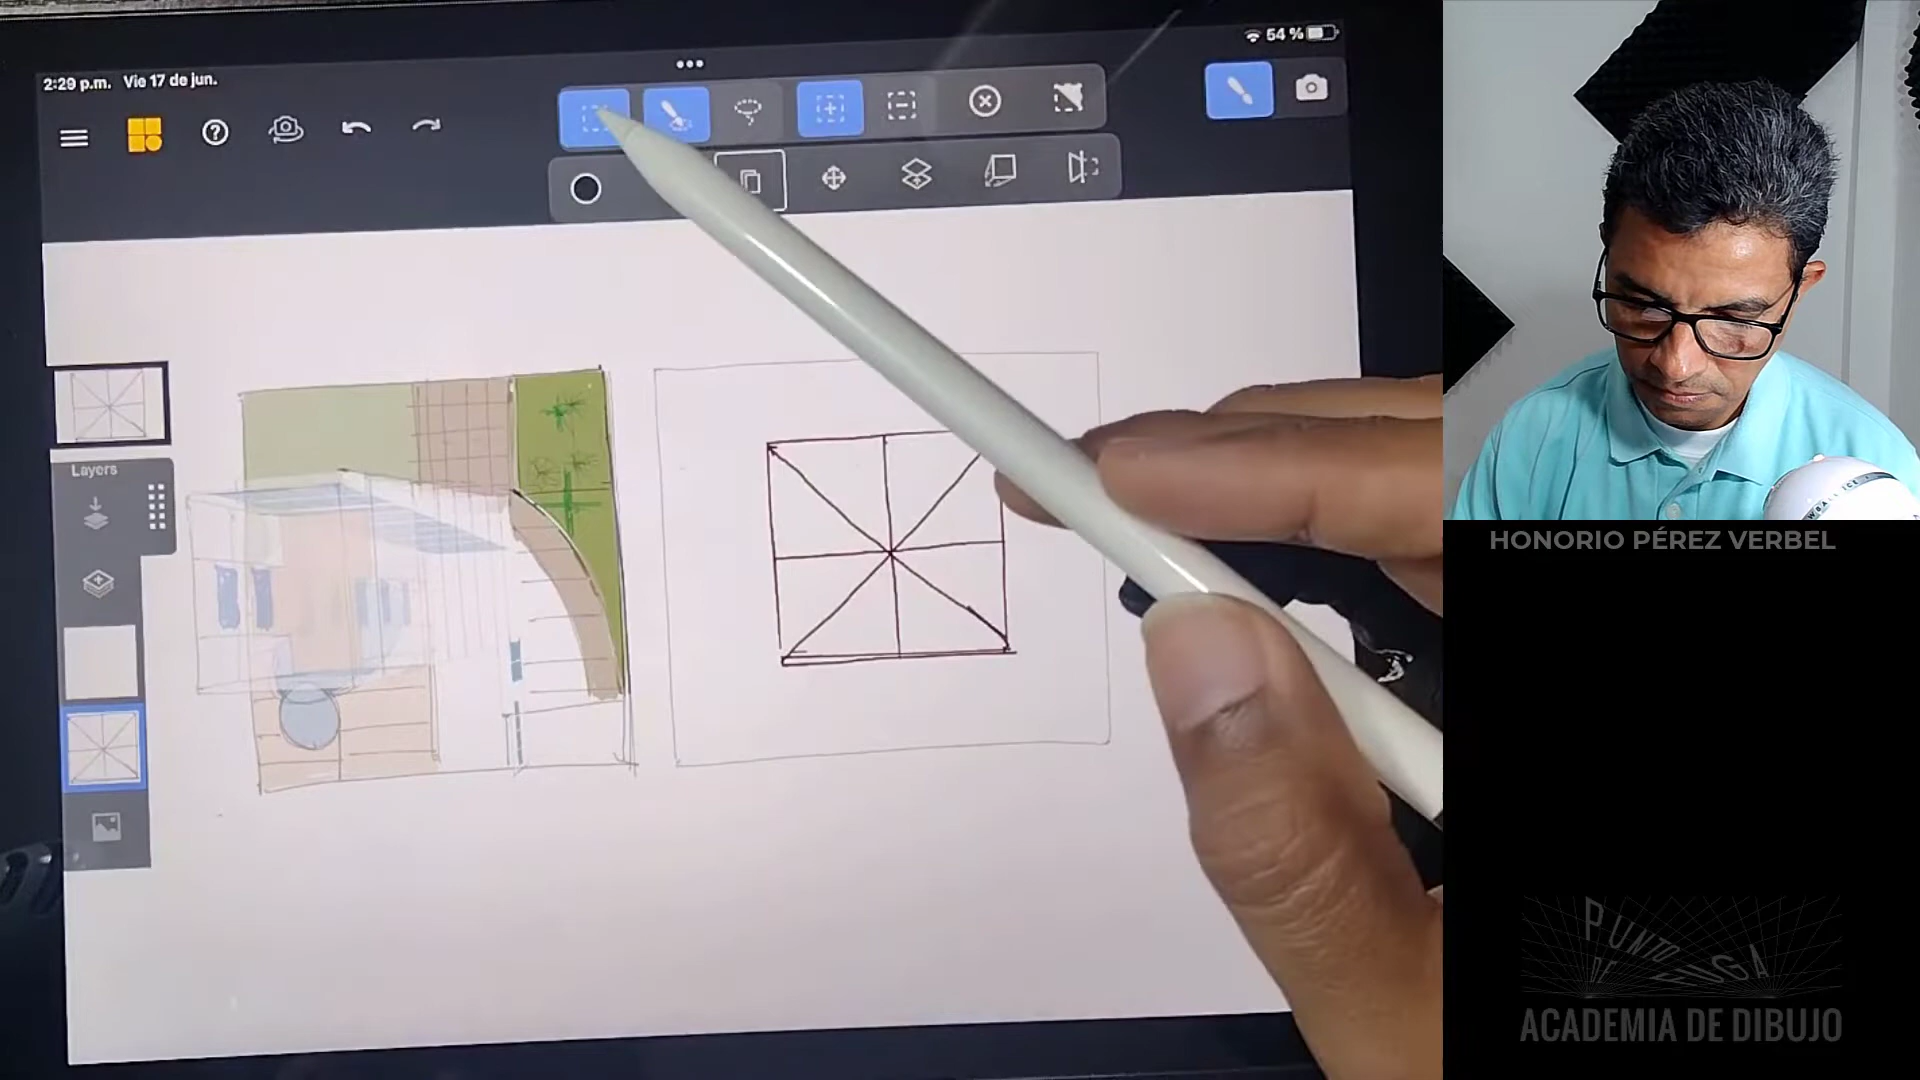 2:29 p.m. Vie 17 de jun.
54 %
Layers
HONORIO PÉREZ VERBEL
PUNTO
DE FUGA
ACADEMIA DE DIBUJO